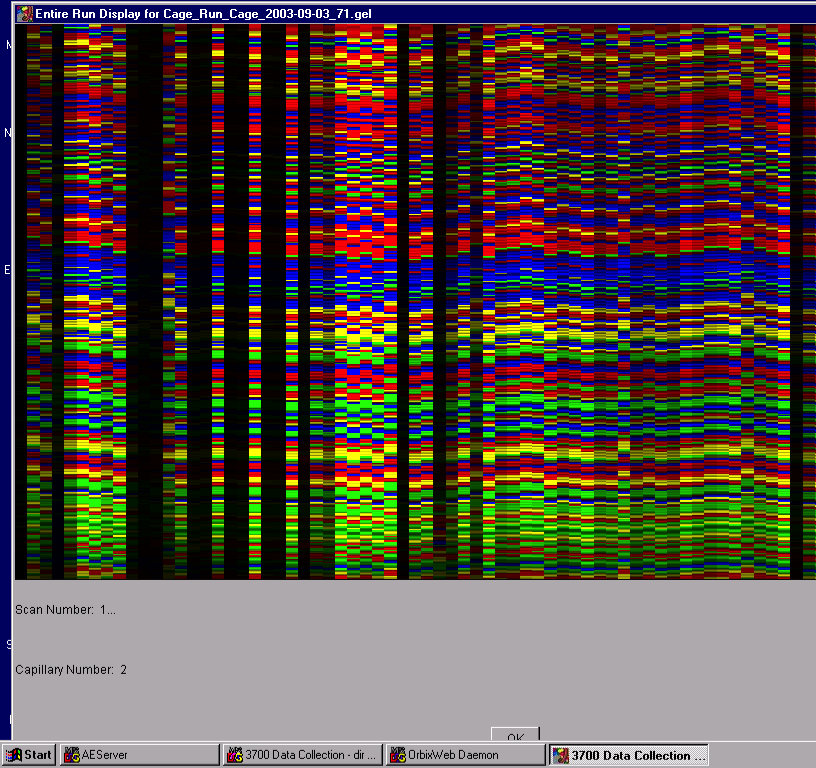 Entire Run Display for Cage_Run_Cage_2003-09-03_71.gel
N
E
Scan Number: 1...
Capillary Number: 2
OK
Start
AEServer
3700 Data Collection - dir ...
OrbixWeb Daemon
3700 Data Collection ...